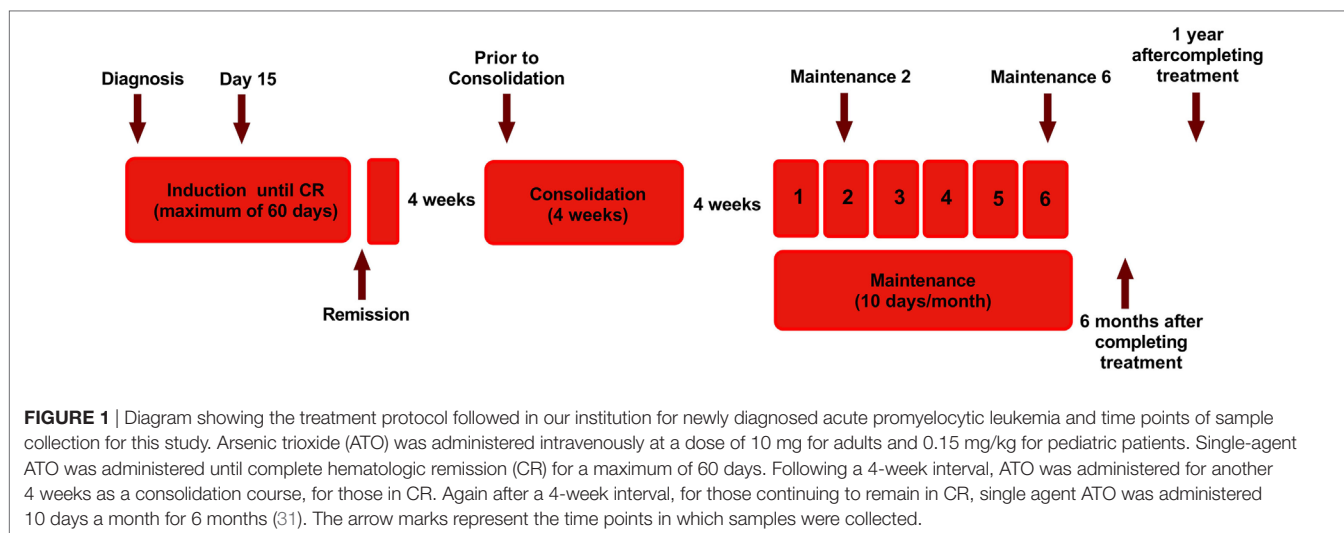 1 year
aftercompleting
treatment
Prior to
Consolidation
Diagnosis
Day 15
Maintenance 2
Maintenance 6
Induction until CR
(maximum of 60 days)
4 weeks
Consolidation
(4 weeks)
4 weeks
1 2 3 4 5 6
Maintenance
(10 days/month)
Remission
6 months after
completing
treatment
FIGURE 1 | Diagram showing the treatment protocol followed in our institution for newly diagnosed acute promyelocytic leukemia and time points of sample
collection for this study. Arsenic trioxide (ATO) was administered intravenously at a dose of 10 mg for adults and 0.15 mg/kg for pediatric patients. Single-agent
ATO was administered until complete hematologic remission (CR) for a maximum of 60 days. Following a 4-week interval, ATO was administered for another
4 weeks as a consolidation course, for those in CR. Again after a 4-week interval, for those continuing to remain in CR, single agent ATO was administered
10 days a month for 6 months (31). The arrow marks represent the time points in which samples were collected.